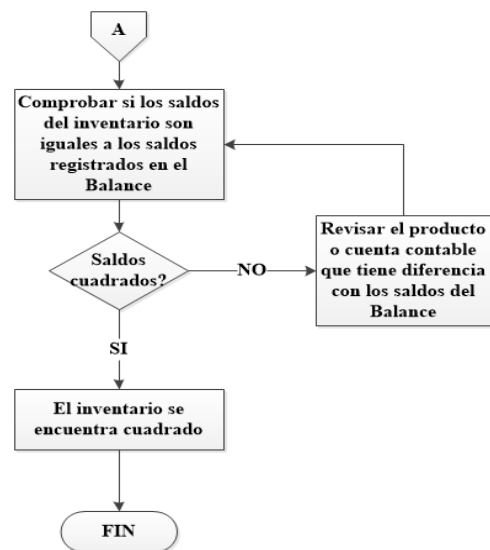 A
Comprobar si los saldos
del inventario son
iguales a los saldos
registrados en el
Balance
Saldos
cuadrados?
NO
Revisar el producto
o cuenta contable
que tiene diferencia
con los saldos del
Balance
SI
El inventario se
encuentra cuadrado
FIN